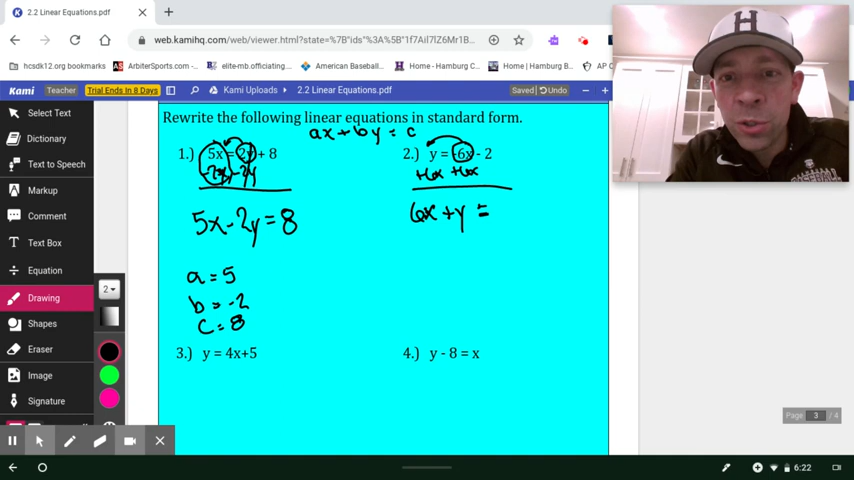 2.2 Linear Equations.pdf
web.kamihq.com/web/viewer.html?state=%7B"ids"%3A%5B"1f7Ail7lZ6Mr1B...
hcsdk12.org bookmarks
ArbiterSports.com -...
elite-mb.officiating...
American Baseball...
Home - Hamburg C...
Home | Hamburg B...
AP C
Kami
Teacher
Trial Ends In 8 Days
Kami Uploads
2.2 Linear Equations.pdf
Saved
Undo
Select Text
Dictionary
Text to Speech
Markup
Comment
Text Box
Equation
Drawing
Shapes
Eraser
Image
Signature
2
Rewrite the following linear equations in standard form.
ax + by = c
1.) 5x = 2y + 8
-2y -2y
5x - 2y = 8
a = 5
b = -2
c = 8
2.) y = -6x - 2
+6x +6x
6x + y =
3.) y = 4x+5
4.) y - 8 = x
Page 3 / 4
H
6:22